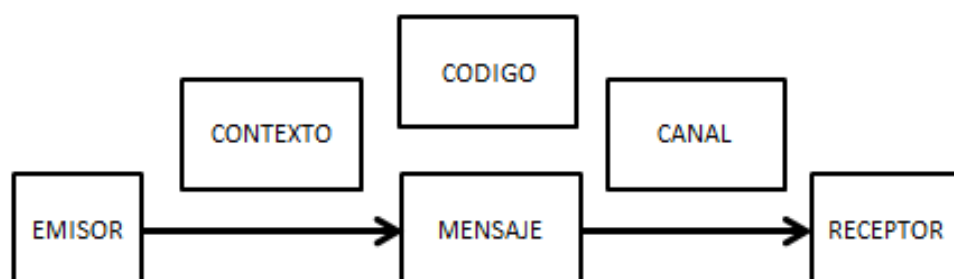 CODIGO
CONTEXTO
CANAL
EMISOR
MENSAJE
RECEPTOR